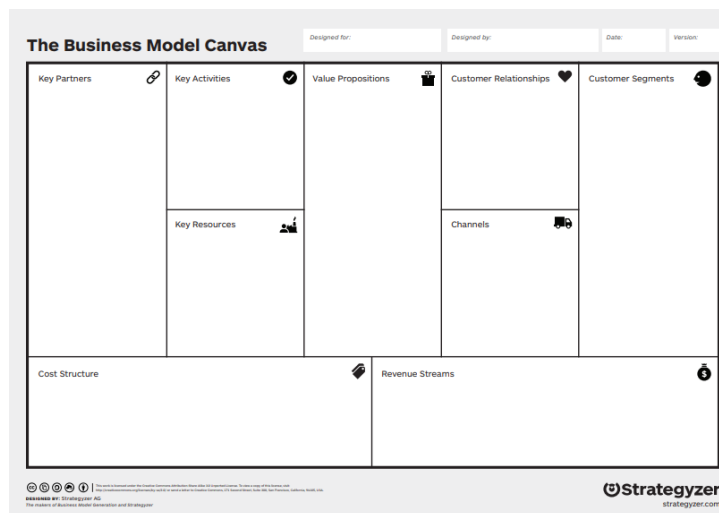 The Business Model Canvas
Designed for:
Designed by:
Date:
Version:
Key Partners
Key Activities
Value Propositions
Customer Relationships
Customer Segments
Key Resources
Channels
Cost Structure
Revenue Streams
DESIGNED BY: Strategyzer AG
The makers of Business Model Generation and Strategyzer
Strategyzer
strategyzer.com